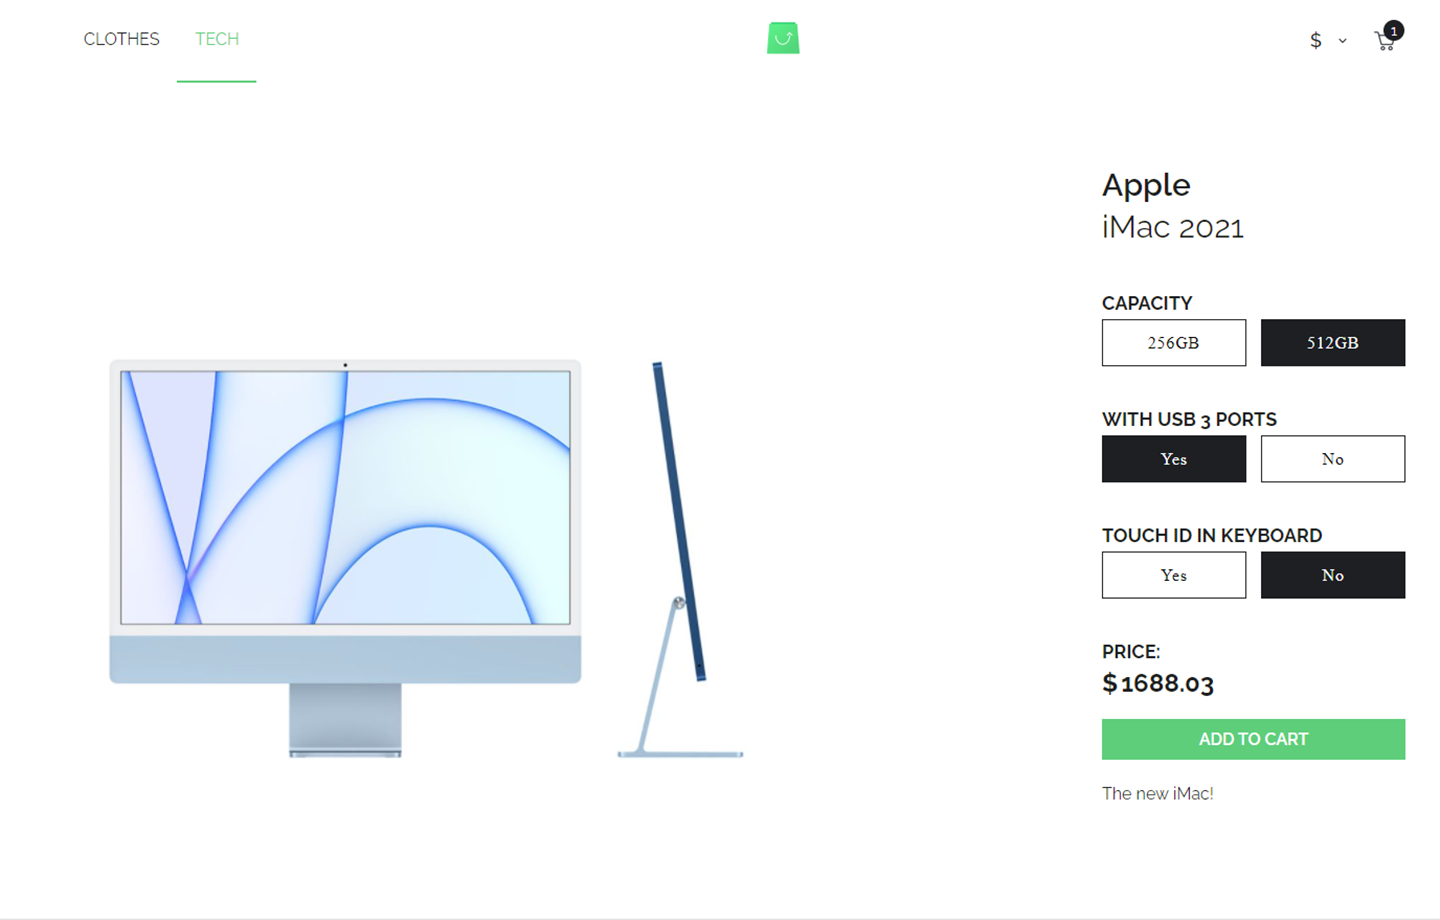 CLOTHES TECH $ 1
Apple
iMac 2021
CAPACITY
256GB 512GB
WITH USB 3 PORTS
Yes No
TOUCH ID IN KEYBOARD
Yes No
PRICE:
$1688.03
ADD TO CART
The new iMac!